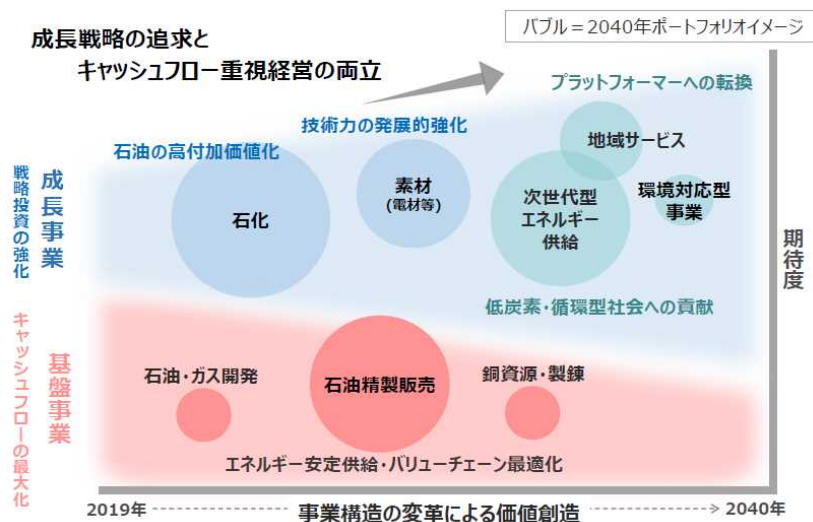 バブル＝2040年ポートフォリオイメージ
成長戦略の追求と
キャッシュフロー重視経営の両立
プラットフォーマーへの転換
技術力の発展的強化
石油の高付加価値化
地域サービス
戦略投資の強化
成長事業
石化
素材
(電材等)
次世代型
エネルギー
供給
環境対応型
事業
期待度
低炭素・循環型社会への貢献
キャッシュフローの最大化
基盤事業
石油・ガス開発
石油精製販売
銅資源・製錬
エネルギー安定供給・バリューチェーン最適化
2019年
事業構造の変革による価値創造
2040年